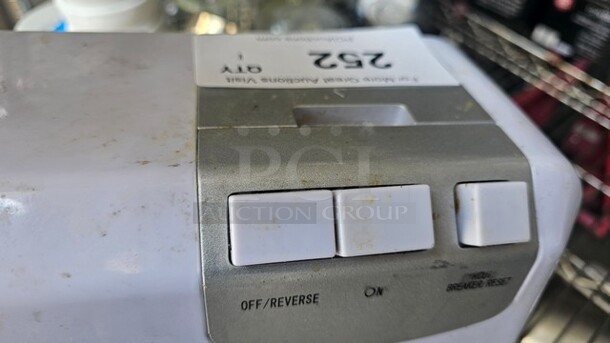 For More Great Auctions Visit
252
QTY
1
PCI
AUCTION GROUP
OFF/REVERSE
ON
BREAKER/RESET